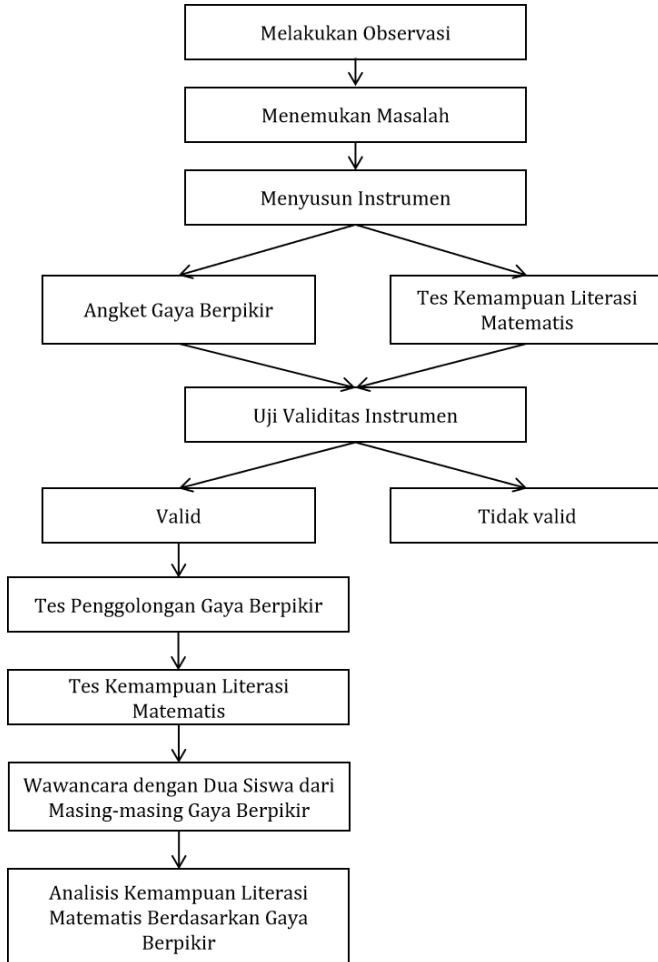 Melakukan Observasi
Menemukan Masalah
Menyusun Instrumen
Angket Gaya Berpikir
Tes Kemampuan Literasi
Matematis
Uji Validitas Instrumen
Valid
Tidak valid
Tes Penggolongan Gaya Berpikir
Tes Kemampuan Literasi
Matematis
Wawancara dengan Dua Siswa dari
Masing-masing Gaya Berpikir
Analisis Kemampuan Literasi
Matematis Berdasarkan Gaya
Berpikir